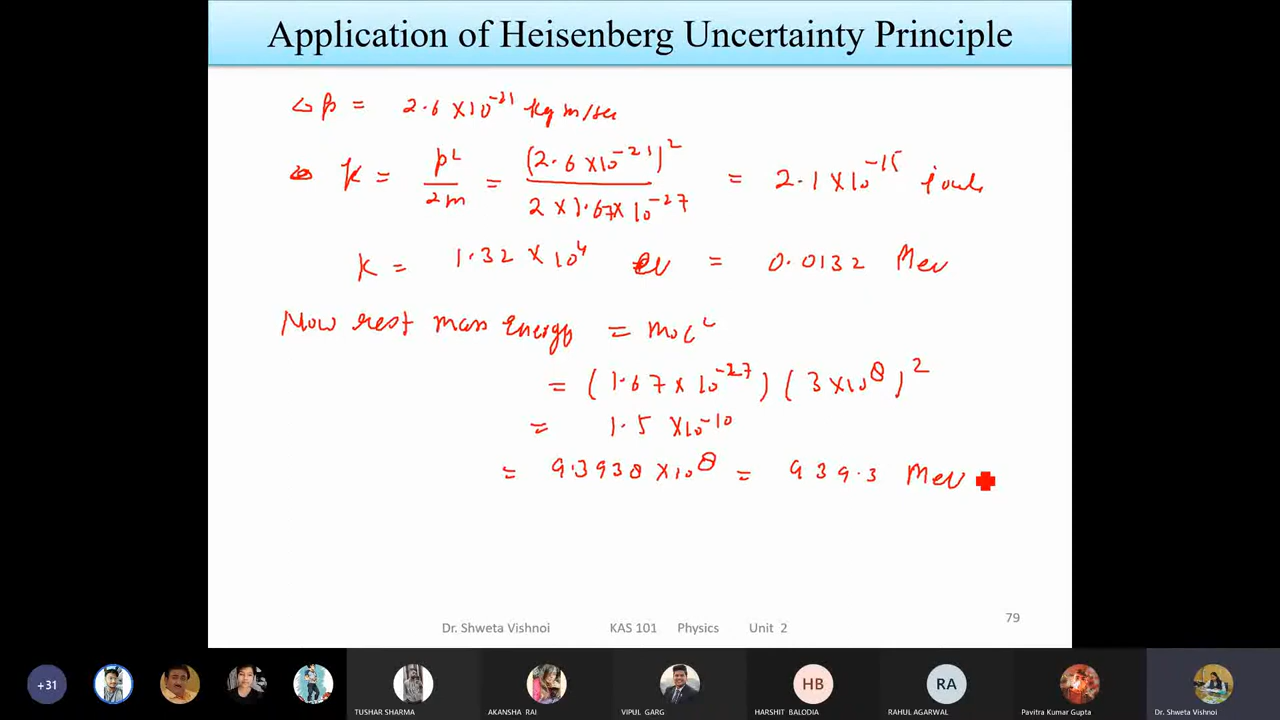 Application of Heisenberg Uncertainty Principle
Δp = 2.6 × 10⁻²¹ kg m/sec
K = p²/2m = (2.6 × 10⁻²¹)²/2 × 1.67 × 10⁻²⁷ = 2.1 × 10⁻¹⁵ joule
K = 1.32 × 10⁴ eV = 0.0132 MeV
Now rest mass Energy = m₀c²
= (1.67 × 10⁻²⁷) (3 × 10⁸)²
= 1.5 × 10⁻¹⁰
= 9.3938 × 10⁸ = 939.3 MeV
79
Dr. Shweta Vishnoi KAS 101 Physics Unit 2
+31
HB
RA
TUSHAR SHARMA AKANSHA RAI VIPUL GARG HARSHIT BALODIA RAHUL AGARWAL Pavitra Kumar Gupta Dr. Shweta Vishnoi